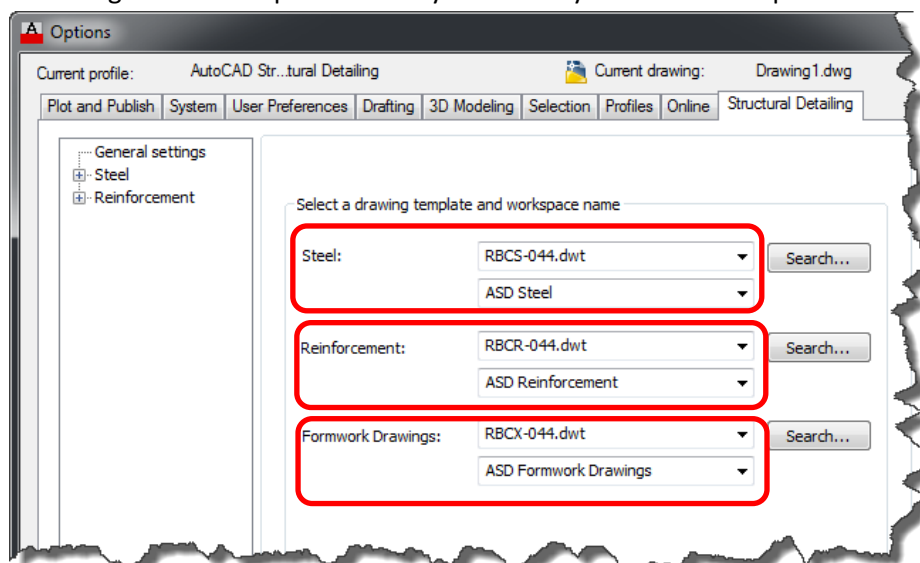 Options
Current profile: AutoCAD Str...tural Detailing Current drawing: Drawing1.dwg
Plot and Publish System User Preferences Drafting 3D Modeling Selection Profiles Online Structural Detailing
General settings
Steel
Reinforcement
Select a drawing template and workspace name
Steel: RBCS-044.dwt Search...
ASD Steel
Reinforcement: RBCR-044.dwt Search...
ASD Reinforcement
Formwork Drawings: RBCX-044.dwt Search...
ASD Formwork Drawings